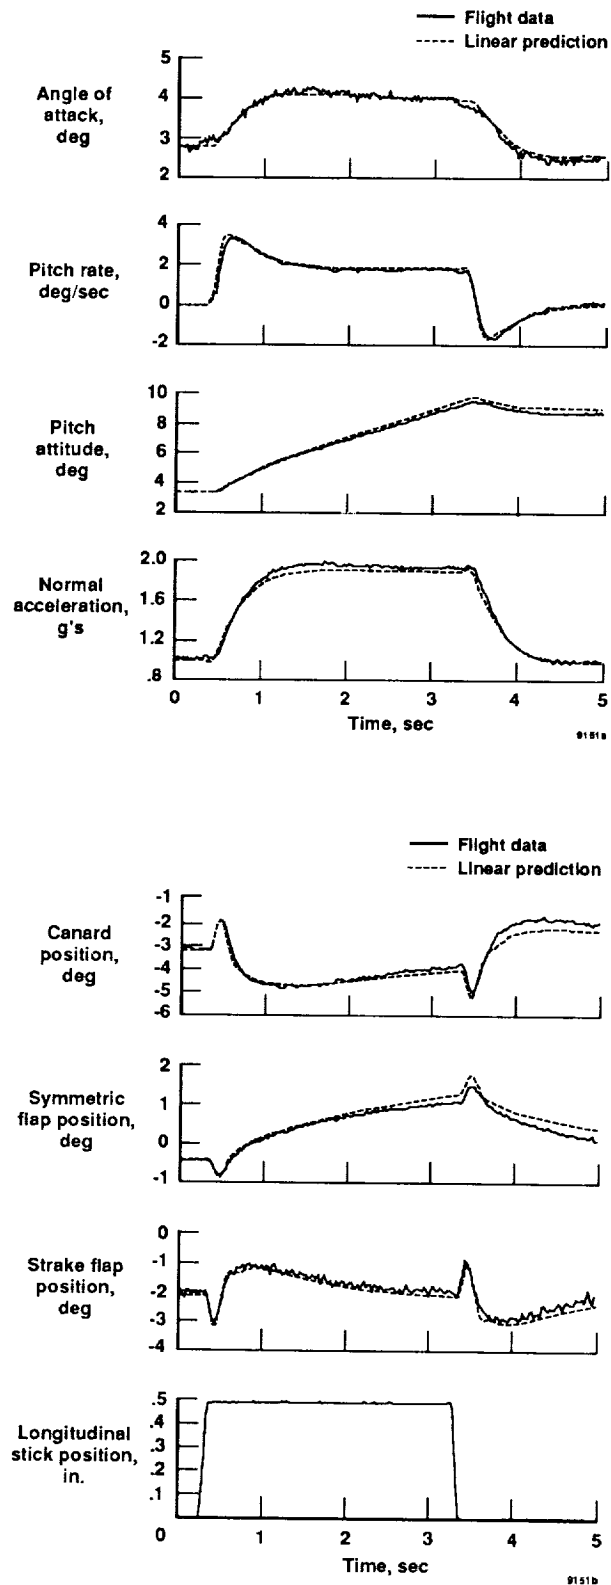 Flight data
Linear prediction
Angle of
attack,
deg
5
4
3
2
Pitch rate,
deg/sec
4
2
0
-2
Pitch
attitude,
deg
10
8
6
4
2
Normal
acceleration,
g's
2.0
1.6
1.2
.8
0 1 2 3 4 5
Time, sec
9151a
Flight data
Linear prediction
Canard
position,
deg
-1
-2
-3
-4
-5
-6
Symmetric
flap position,
deg
2
1
0
-1
Strake flap
position,
deg
0
-1
-2
-3
-4
Longitudinal
stick position,
in.
.5
.4
.3
.2
.1
0 1 2 3 4 5
Time, sec
9151b